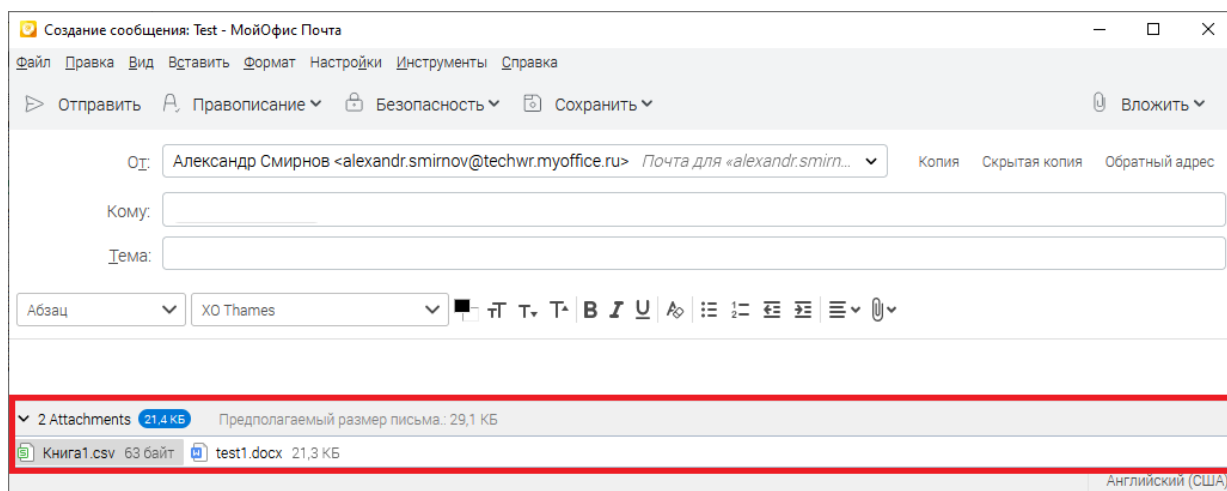 Создание сообщения: Test - МойОфис Почта
Файл Правка Вид Вставить Формат Настройки Инструменты Справка
Отправить Правописание Безопасность Сохранить Вложить
От: Александр Смирнов <alexandr.smirnov@techwr.myoffice.ru> Почта для «alexandr.smirn... Копия Скрытая копия Обратный адрес
Кому:
Тема:
Абзац XO Thames
2 Attachments 21,4 КБ Предполагаемый размер письма.: 29,1 КБ
Книга1.csv 63 байт test1.docx 21,3 КБ
Английский (США)